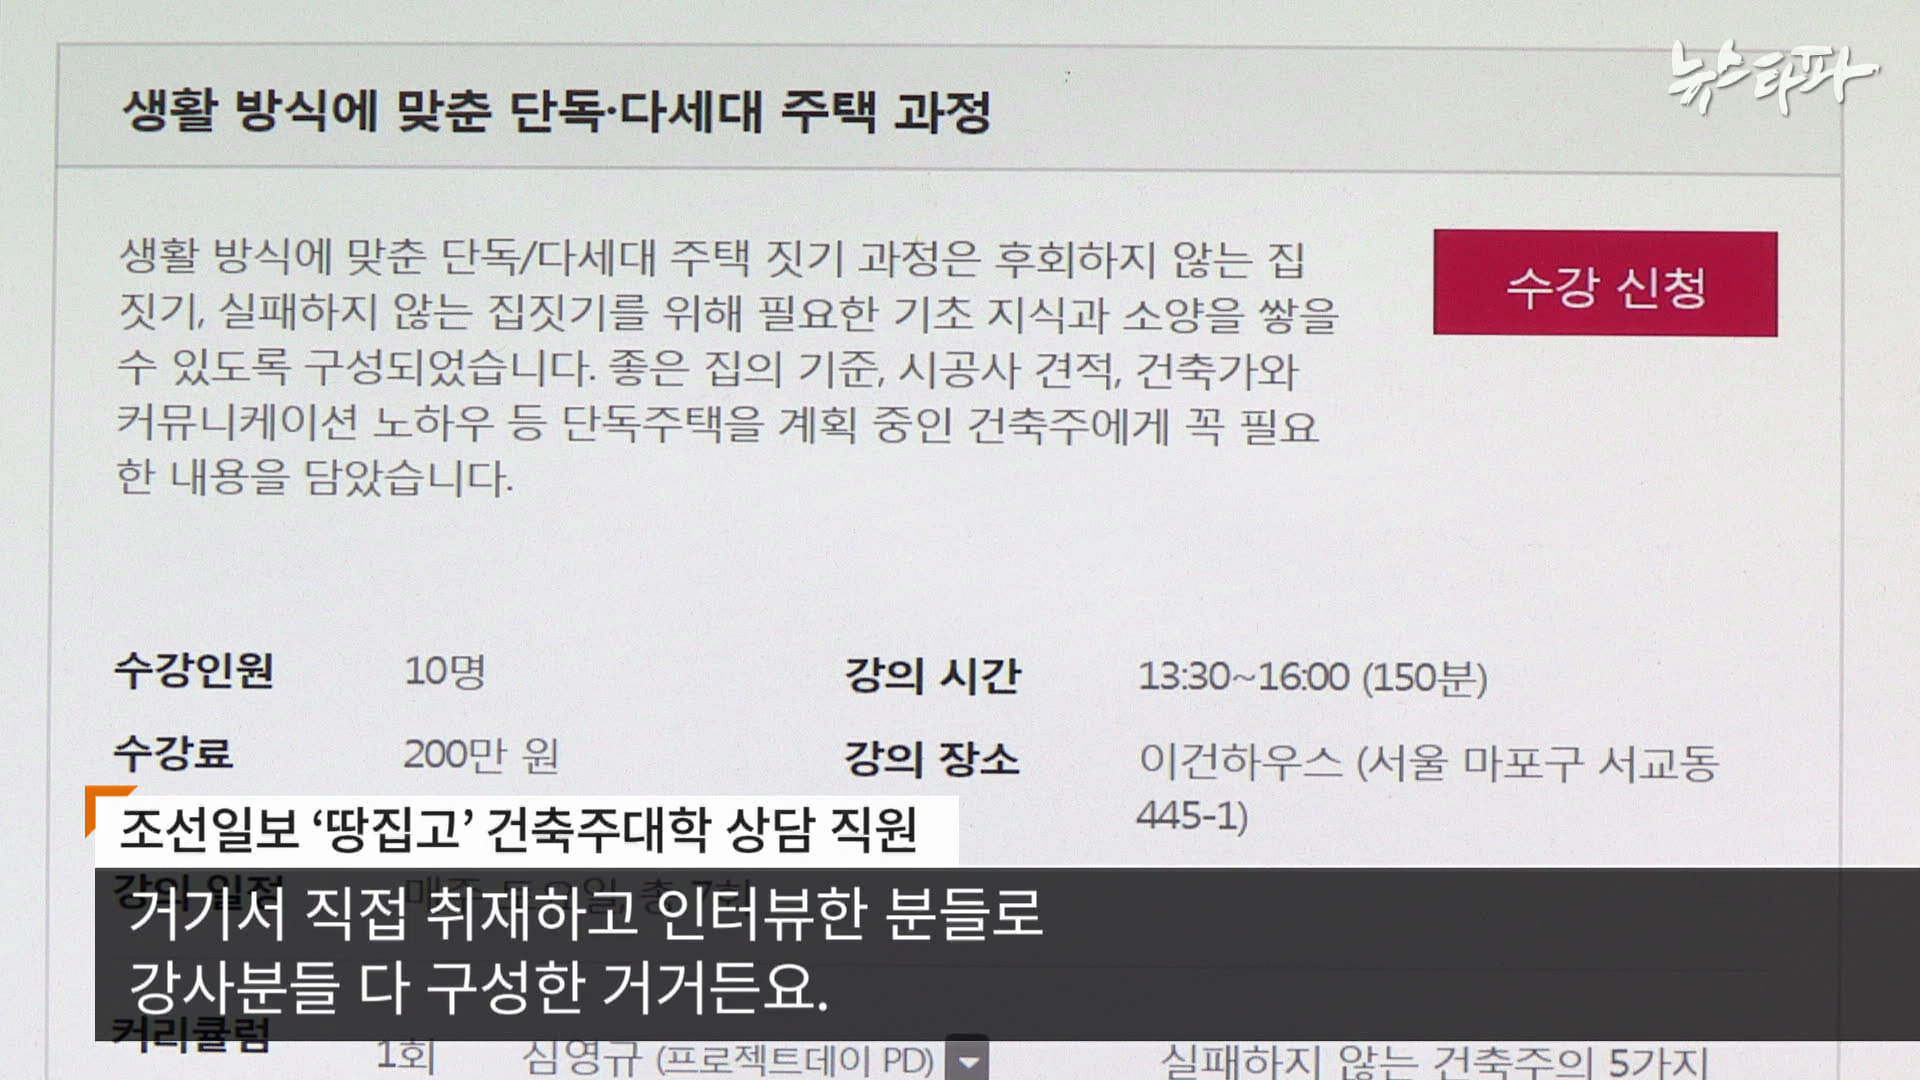 뉴스타파
생활 방식에 맞춘 단독·다세대 주택 과정
생활 방식에 맞춘 단독/다세대 주택 짓기 과정은 후회하지 않는 집
짓기, 실패하지 않는 집짓기를 위해 필요한 기초 지식과 소양을 쌓을
수 있도록 구성되었습니다. 좋은 집의 기준, 시공사 견적, 건축가와
커뮤니케이션 노하우 등 단독주택을 계획 중인 건축주에게 꼭 필요
한 내용을 담았습니다.
수강 신청
수강인원 10명 강의 시간 13:30~16:00 (150분)
수강료 200만 원 강의 장소 이건하우스 (서울 마포구 서교동
445-1)
조선일보 ‘땅집고’ 건축주대학 상담 직원
강의 일정 매주 토요일, 총 7회
거기서 직접 취재하고 인터뷰한 분들로
강사분들 다 구성한 거거든요.
커리큘럼
1회 심영규 (프로젝트데이 PD) 실패하지 않는 건축주의 5가지